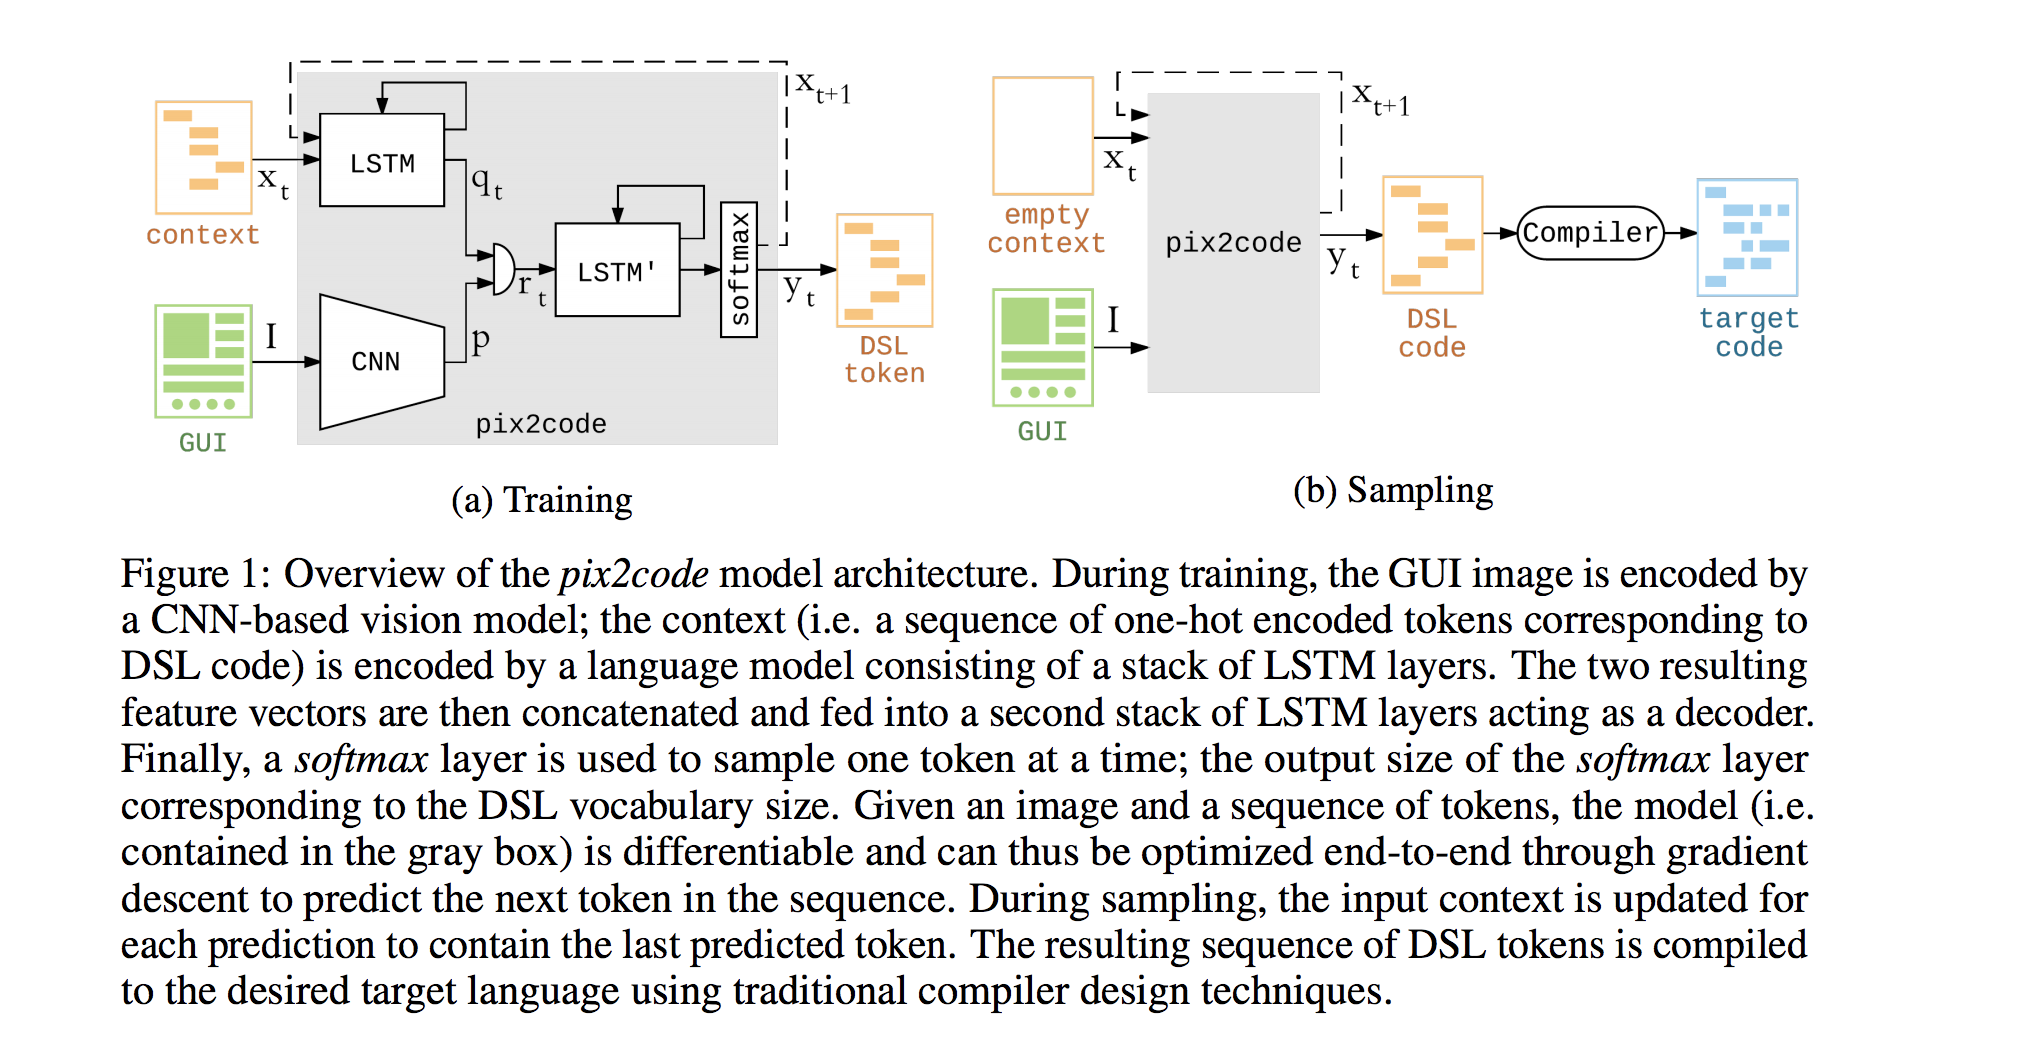 context
x t
GUI
I
LSTM
q t
CNN
p
r t
LSTM'
softmax
x t+1
y t
DSL
token
pix2code
(a) Training
empty
context
x t
GUI
I
pix2code
x t+1
y t
DSL
code
Compiler
target
code
(b) Sampling
Figure 1: Overview of the pix2code model architecture. During training, the GUI image is encoded by
a CNN-based vision model; the context (i.e. a sequence of one-hot encoded tokens corresponding to
DSL code) is encoded by a language model consisting of a stack of LSTM layers. The two resulting
feature vectors are then concatenated and fed into a second stack of LSTM layers acting as a decoder.
Finally, a softmax layer is used to sample one token at a time; the output size of the softmax layer
corresponding to the DSL vocabulary size. Given an image and a sequence of tokens, the model (i.e.
contained in the gray box) is differentiable and can thus be optimized end-to-end through gradient
descent to predict the next token in the sequence. During sampling, the input context is updated for
each prediction to contain the last predicted token. The resulting sequence of DSL tokens is compiled
to the desired target language using traditional compiler design techniques.